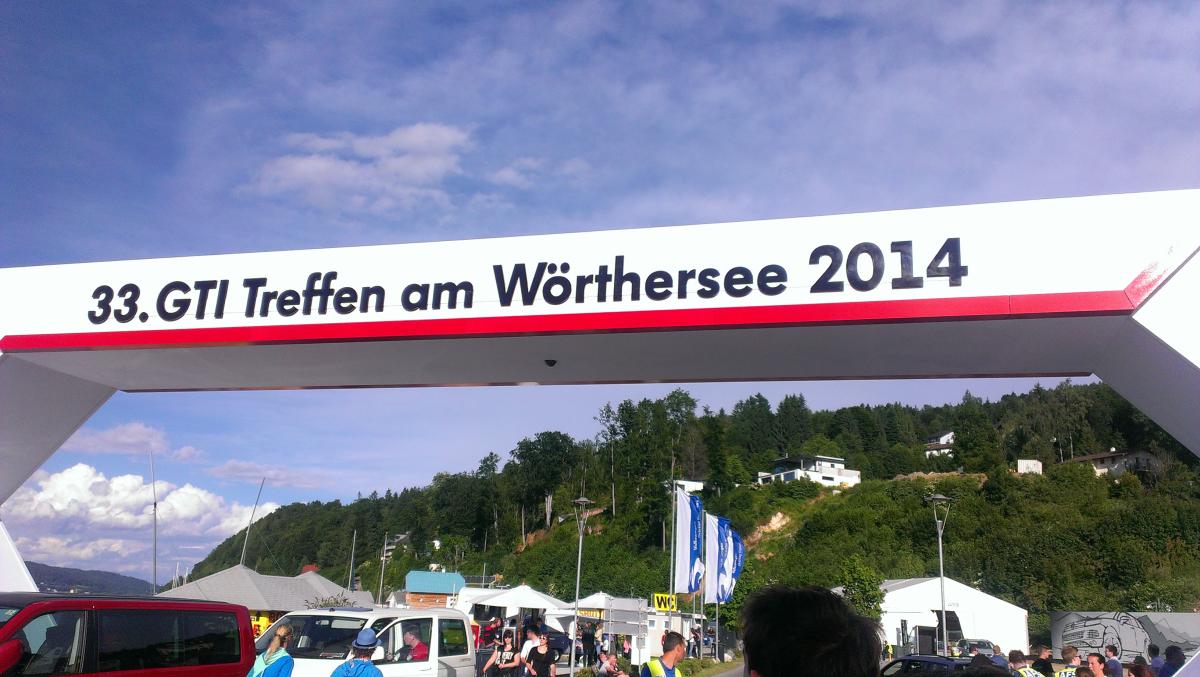 33. GTI Treffen am Wörthersee 2014
WC